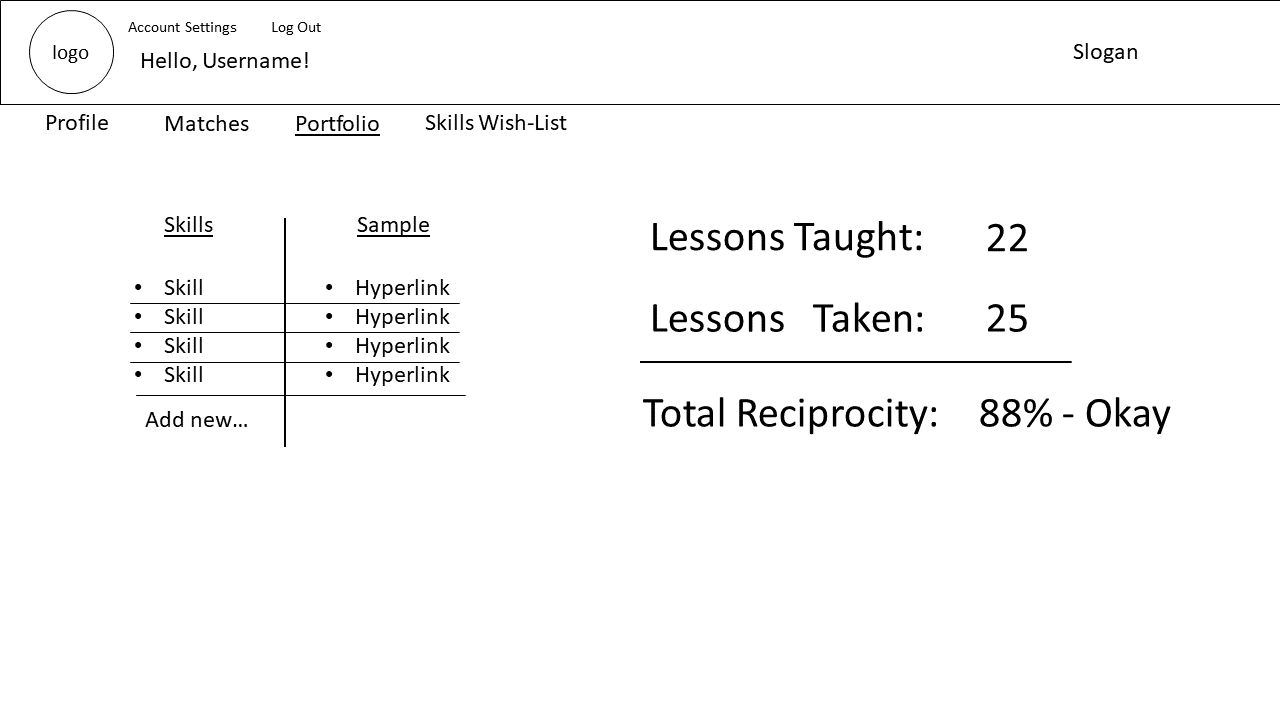 logo
Account Settings Log Out
Hello, Username!
Slogan
Profile Matches Portfolio Skills Wish-List
Skills Sample
• Skill • Hyperlink
• Skill • Hyperlink
• Skill • Hyperlink
• Skill • Hyperlink
Add new...
Lessons Taught: 22
Lessons Taken: 25
Total Reciprocity: 88% - Okay